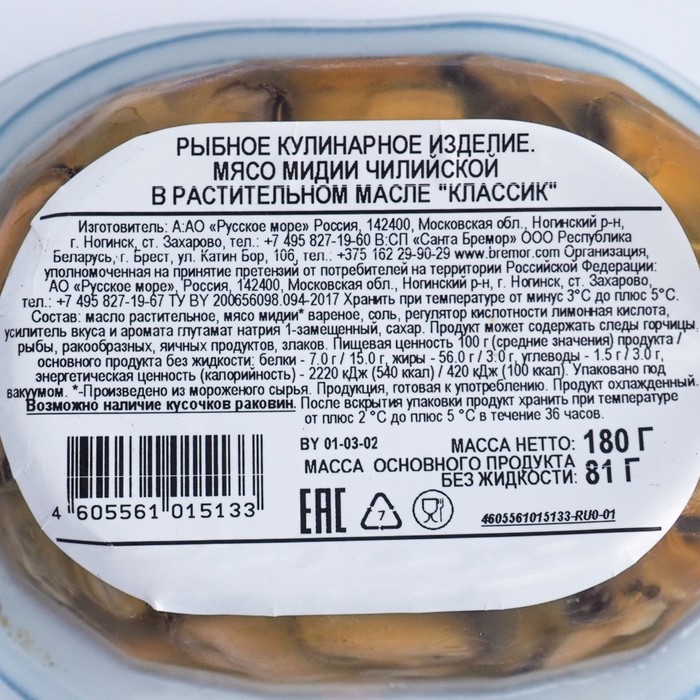 РЫБНОЕ КУЛИНАРНОЕ ИЗДЕЛИЕ.
МЯСО МИДИИ ЧИЛИЙСКОЙ
В РАСТИТЕЛЬНОМ МАСЛЕ "КЛАССИК"
Изготовитель: А:АО «Русское море» Россия, 142400, Московская обл., Ногинский р-н,
г. Ногинск, ст. Захарово, тел.: +7 495 827-19-60 В:СП «Санта Бремор» ООО Республика
Беларусь, г. Брест, ул. Катин Бор, 106, тел.: +375 162 29-90-29 www.bremor.com Организация,
уполномоченная на принятие претензий от потребителей на территории Российской Федерации:
АО «Русское море», Россия, 142400, Московская обл., Ногинский р-н, г. Ногинск, ст. Захарово,
тел.: +7 495 827-19-67 ТУ BY 200656098.094-2017 Хранить при температуре от минус 3°С до плюс 5°С.
Состав: масло растительное, мясо мидии* вареное, соль, регулятор кислотности лимонная кислота,
усилитель вкуса и аромата глутамат натрия 1-замещенный, сахар. Продукт может содержать следы горчицы,
рыбы, ракообразных, яичных продуктов, злаков. Пищевая ценность 100 г (средние значения) продукта /
основного продукта без жидкости: белки - 7.0 г / 15.0 г, жиры - 56.0 г / 3.0 г, углеводы - 1.5 г / 3.0 г,
энергетическая ценность (калорийность) - 2220 кДж (540 ккал) / 420 кДж (100 ккал). Упаковано под
вакуумом. *-Произведено из мороженого сырья. Продукция, готовая к употреблению. Продукт охлажденный.
Возможно наличие кусочков раковин. После вскрытия упаковки продукт хранить при температуре
от плюс 2 °С до плюс 5 °С в течение 36 часов.
BY 01-03-02
МАССА НЕТТО: 180 Г
МАССА ОСНОВНОГО ПРОДУКТА
БЕЗ ЖИДКОСТИ: 81 Г
4 605561 015133
EAC
7
4605561015133-RU0-01